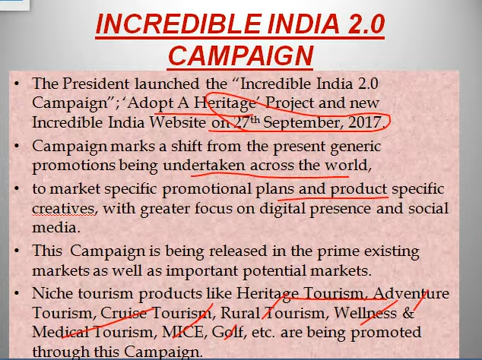 INCREDIBLE INDIA 2.0
CAMPAIGN
• The President launched the “Incredible India 2.0
Campaign”; ‘Adopt A Heritage’ Project and new
Incredible India Website on 27th September, 2017.
• Campaign marks a shift from the present generic
promotions being undertaken across the world,
• to market specific promotional plans and product specific
creatives, with greater focus on digital presence and social
media.
• This Campaign is being released in the prime existing
markets as well as important potential markets.
• Niche tourism products like Heritage Tourism, Adventure
Tourism, Cruise Tourism, Rural Tourism, Wellness &
Medical Tourism, MICE, Golf, etc. are being promoted
through this Campaign.